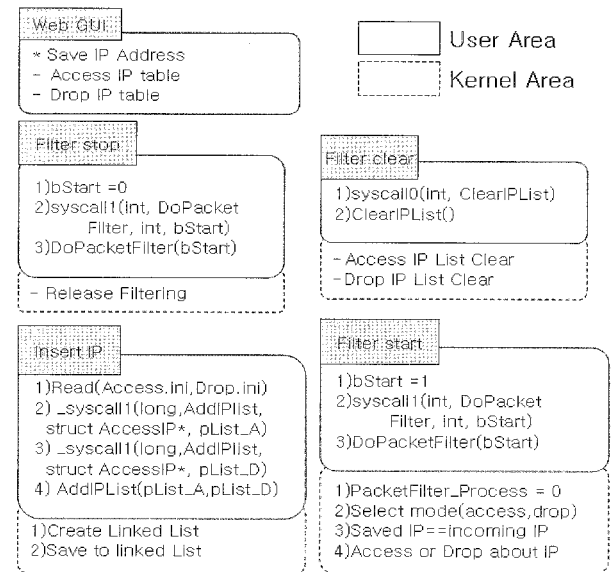 Web GUI
* Save IP Address
- Access IP table
- Drop IP table
User Area
Kernel Area
Filter stop
1)bStart =0
2)syscall1(int, DoPacket
Filter, int, bStart)
3)DoPacketFilter(bStart)
- Release Filtering
Filter clear
1)syscall0(int, ClearIPList)
2)ClearIPList()
- Access IP List Clear
- Drop IP List Clear
Insert IP
1)Read(Access.ini,Drop.ini)
2) _syscall1(long,AddIPlist,
struct AccessIP*, pList_A)
3) _syscall1(long,AddIPlist,
struct AccessIP*, pList_D)
4) AddIPList(pList_A,pList_D)
1)Create Linked List
2)Save to linked List
Filter start
1)bStart =1
2)syscall1(int, DoPacket
Filter, int, bStart)
3)DoPacketFilter(bStart)
1)PacketFilter_Process = 0
2)Select mode(access,drop)
3)Saved IP==incoming IP
4)Access or Drop about IP